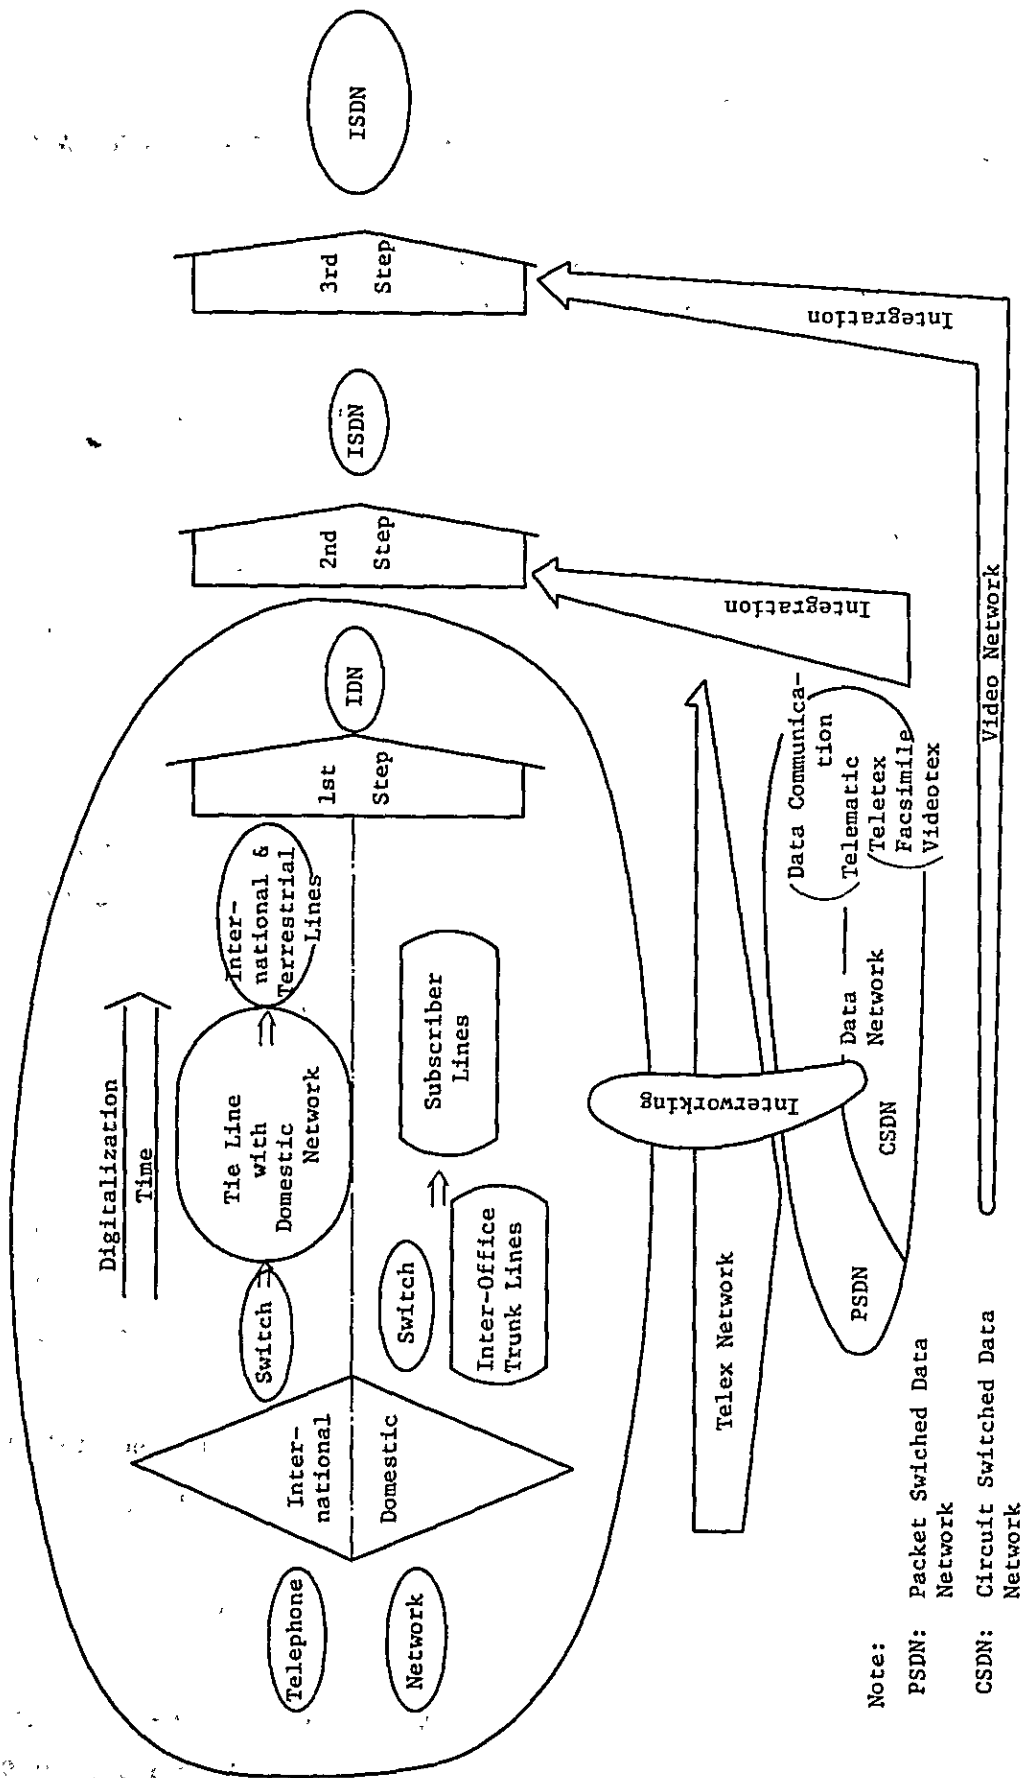 Digitalization
Time
Telephone
Network
Inter-
national
Domestic
Switch
Tie Line
with
Domestic
Network
Inter-
national &
Terrestrial
Lines
Switch
Inter-Office
Trunk Lines
Subscriber
Lines
1st
Step
IDN
2nd
Step
ISDN
3rd
Step
ISDN
Telex Network
Interworking
Integration
Integration
PSDN
CSDN
Data
Network
Data Communica-
tion
Telematic
Teletex
Facsimile
Videotex
Video Network
Note:
PSDN: Packet Swiched Data
Network
CSDN: Circuit Switched Data
Network